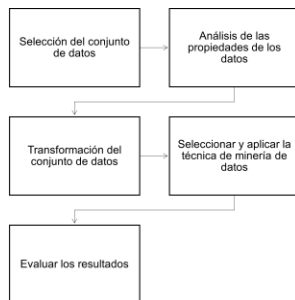 Selección del conjunto
de datos
Análisis de las
propiedades de los
datos
Transformación del
conjunto de datos
Seleccionar y aplicar la
técnica de minería de
datos
Evaluar los resultados